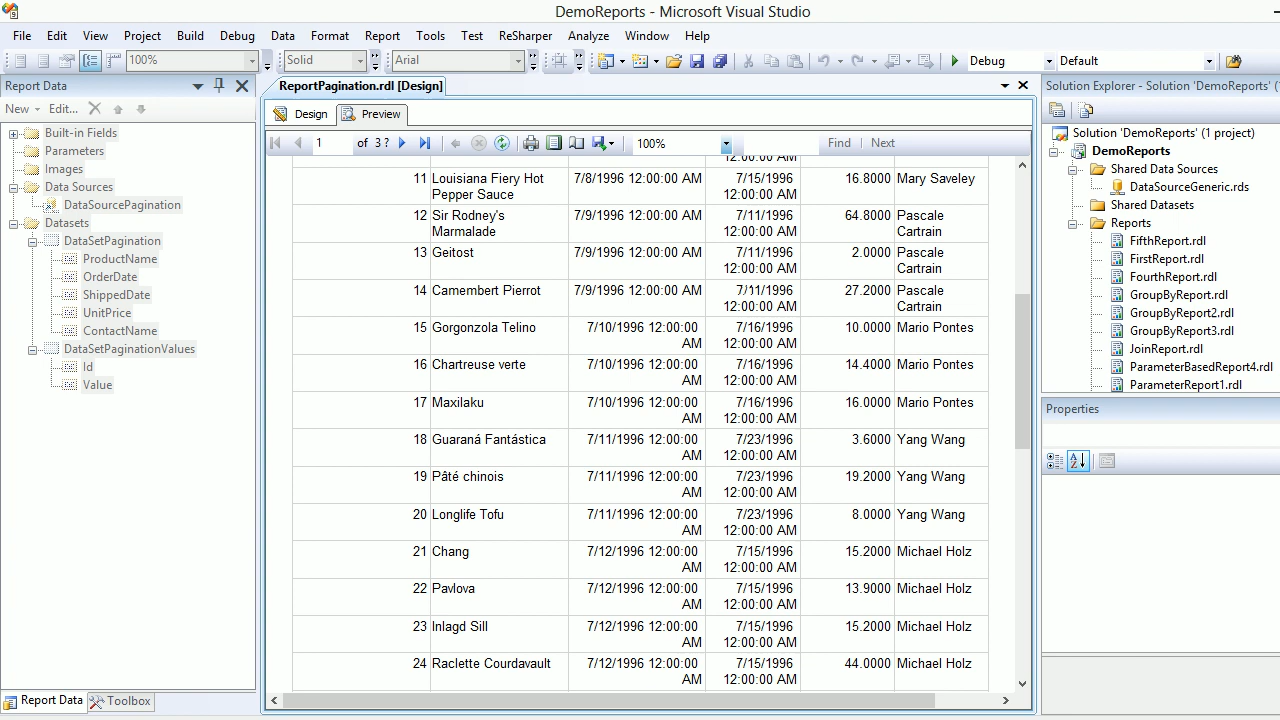 DemoReports - Microsoft Visual Studio
File Edit View Project Build Debug Data Format Report Tools Test ReSharper Analyze Window Help
100% Solid Arial Debug Default
Report Data
New Edit...
Built-in Fields
Parameters
Images
Data Sources
DataSourcePagination
Datasets
DataSetPagination
ProductName
OrderDate
ShippedDate
UnitPrice
ContactName
DataSetPaginationValues
Id
Value
Report Data Toolbox
ReportPagination.rdl [Design]
Design Preview
1 of 3 ? 100% Find Next
12:00:00 AM
11 Louisiana Fiery Hot 7/8/1996 12:00:00 AM 7/15/1996 16.8000 Mary Saveley
Pepper Sauce 12:00:00 AM
12 Sir Rodney's 7/9/1996 12:00:00 AM 7/11/1996 64.8000 Pascale
Marmalade 12:00:00 AM Cartrain
13 Geitost 7/9/1996 12:00:00 AM 7/11/1996 2.0000 Pascale
12:00:00 AM Cartrain
14 Camembert Pierrot 7/9/1996 12:00:00 AM 7/11/1996 27.2000 Pascale
12:00:00 AM Cartrain
15 Gorgonzola Telino 7/10/1996 12:00:00 7/16/1996 10.0000 Mario Pontes
AM 12:00:00 AM
16 Chartreuse verte 7/10/1996 12:00:00 7/16/1996 14.4000 Mario Pontes
AM 12:00:00 AM
17 Maxilaku 7/10/1996 12:00:00 7/16/1996 16.0000 Mario Pontes
AM 12:00:00 AM
18 Guaraná Fantástica 7/11/1996 12:00:00 7/23/1996 3.6000 Yang Wang
AM 12:00:00 AM
19 Pâté chinois 7/11/1996 12:00:00 7/23/1996 19.2000 Yang Wang
AM 12:00:00 AM
20 Longlife Tofu 7/11/1996 12:00:00 7/23/1996 8.0000 Yang Wang
AM 12:00:00 AM
21 Chang 7/12/1996 12:00:00 7/15/1996 15.2000 Michael Holz
AM 12:00:00 AM
22 Pavlova 7/12/1996 12:00:00 7/15/1996 13.9000 Michael Holz
AM 12:00:00 AM
23 Inlagd Sill 7/12/1996 12:00:00 7/15/1996 15.2000 Michael Holz
AM 12:00:00 AM
24 Raclette Courdavault 7/12/1996 12:00:00 7/15/1996 44.0000 Michael Holz
AM 12:00:00 AM
Solution Explorer - Solution 'DemoReports' (1
Solution 'DemoReports' (1 project)
DemoReports
Shared Data Sources
DataSourceGeneric.rds
Shared Datasets
Reports
FifthReport.rdl
FirstReport.rdl
FourthReport.rdl
GroupByReport.rdl
GroupByReport2.rdl
GroupByReport3.rdl
JoinReport.rdl
ParameterBasedReport4.rdl
ParameterReport1.rdl
Properties